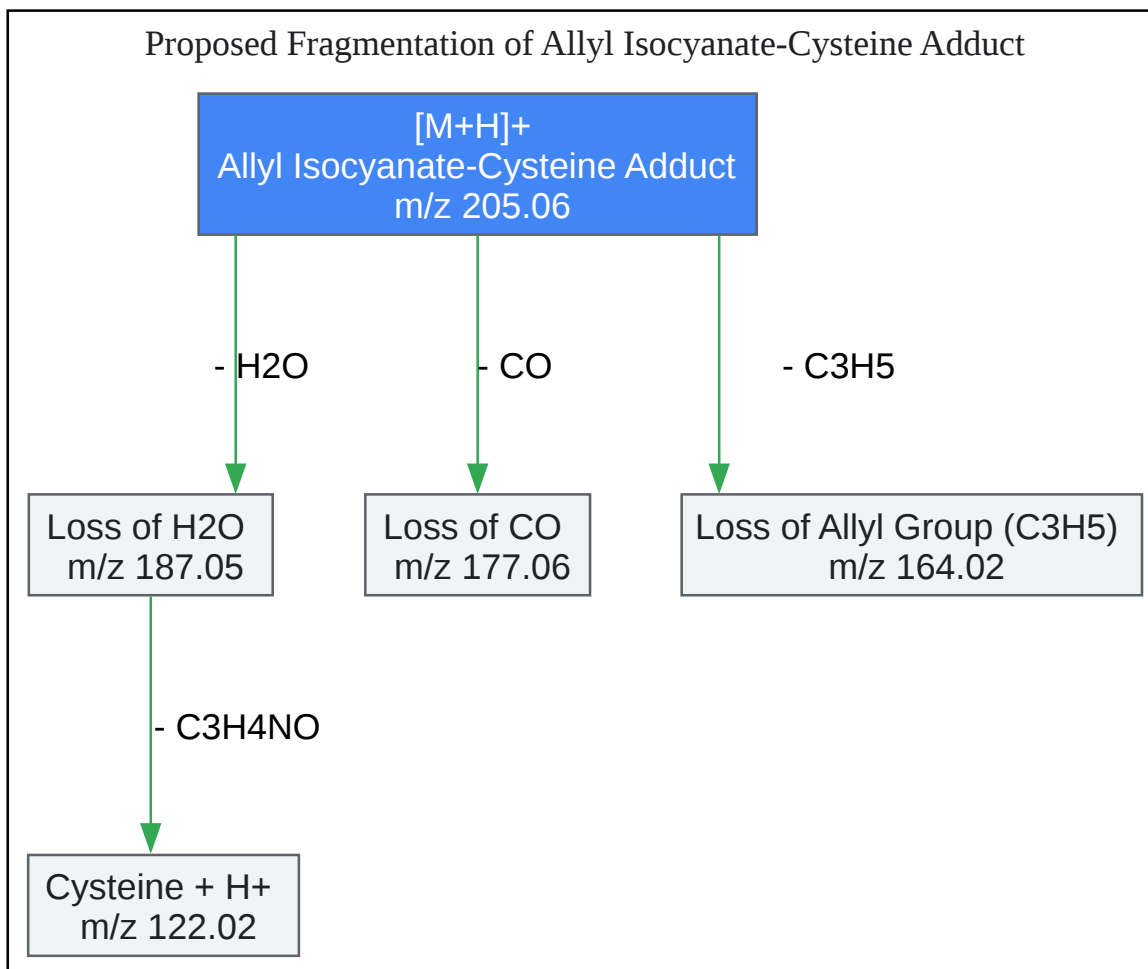 Proposed Fragmentation of Allyl Isocyanate-Cysteine Adduct
[M+H]+
Allyl Isocyanate-Cysteine Adduct
m/z 205.06
- H2O
- CO
- C3H5
Loss of H2O
m/z 187.05
Loss of CO
m/z 177.06
Loss of Allyl Group (C3H5)
m/z 164.02
- C3H4NO
Cysteine + H+
m/z 122.02